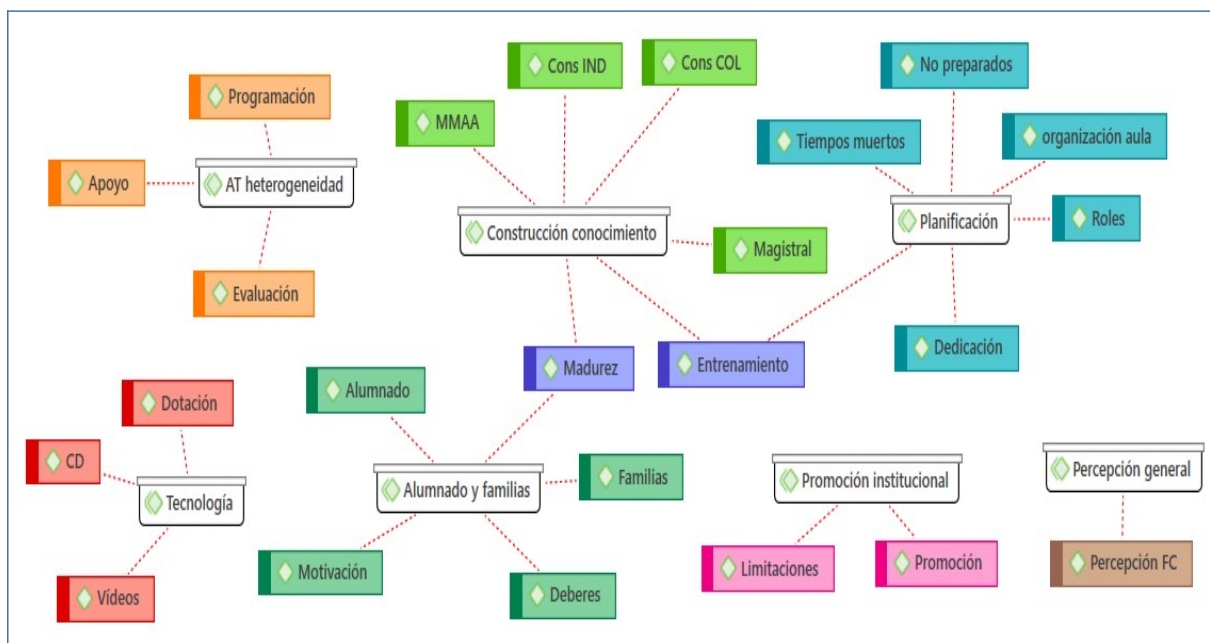 Programación
Apoyo
AT heterogeneidad
Evaluación
Cons IND
Cons COL
MMAA
Construcción conocimiento
Magistral
No preparados
Tiempos muertos
organización aula
Planificación
Roles
Dedicación
Madurez
Entrenamiento
Dotación
CD
Tecnología
Vídeos
Alumnado
Alumnado y familias
Familias
Motivación
Deberes
Promoción institucional
Limitaciones
Promoción
Percepción general
Percepción FC